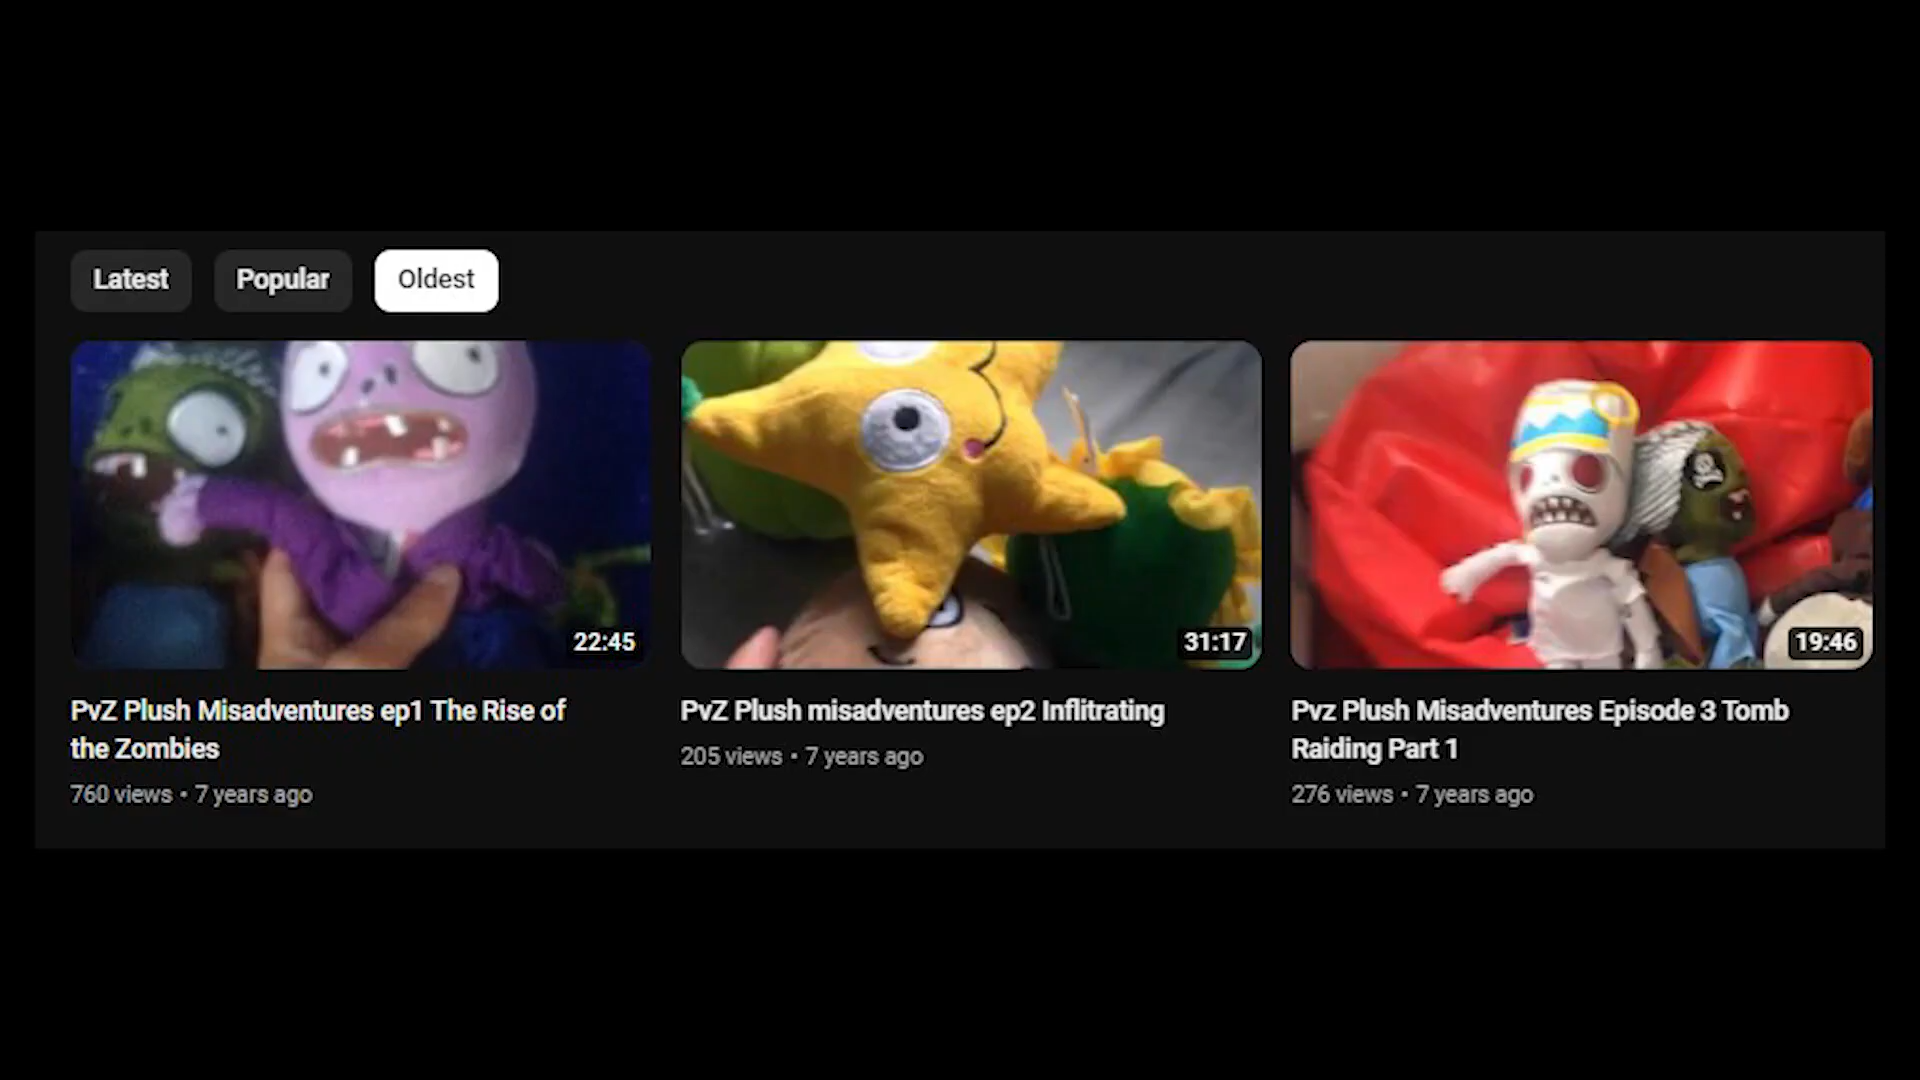 Latest
Popular
Oldest
22:45
31:17
19:46
PvZ Plush Misadventures ep1 The Rise of
the Zombies
760 views • 7 years ago
PvZ Plush misadventures ep2 Inflitrating
205 views • 7 years ago
Pvz Plush Misadventures Episode 3 Tomb
Raiding Part 1
276 views • 7 years ago